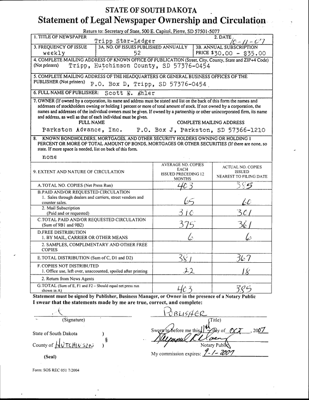 STATE OF SOUTH DAKOTA
Statement of Legal Newspaper Ownership and Circulation
Return to: Secretary of State, 500 E. Capitol, Pierre, SD 57501-5077
1. TITLE OF NEWSPAPER
Tripp Star-Ledger
2. DATE
3. FREQUENCY OF ISSUE
weekly
3A. NO. OF ISSUES PUBLISHED ANNUALLY
52
3B. ANNUAL SUBSCRIPTION
PRICE $30.00 - $35.00
4. COMPLETE MAILING ADDRESS OF KNOWN OFFICE OF PUBLICATION (Street, City, County, State and ZIP+4 Code)
(Not printer) Tripp, Hutchinson County, SD 57376-0454
5. COMPLETE MAILING ADDRESS OF THE HEADQUARTERS OR GENERAL BUSINESS OFFICES OF THE
PUBLISHER (Not printer) P.O. Box D, Tripp, SD 57376-0454
6. FULL NAME OF PUBLISHER: Scott E. Ehler
7. OWNER (If owned by a corporation, its name and address must be stated and list on the back of this form the names and
addresses of stockholders owning or holding 1 percent or more of total amount of stock. If not owned by a corporation, the
names and addresses of the individual owners must be given. If owned by a partnership or other unincorporated form, its name
and address, as well as that of each individual must be given).
FULL NAME COMPLETE MAILING ADDRESS
Parkston Advance, Inc. P.O. Box J, Parkston, SD 57366-1210
8. KNOWN BONDHOLDERS, MORTGAGES, AND OTHER SECURITY HOLDERS OWNING OR HOLDING 1
PERCENT OR MORE OF TOTAL AMOUNT OF BONDS, MORTGAGES OR OTHER SECURITIES (If there are none, so
state. If more space is needed, list on back of this form).
none
9. EXTENT AND NATURE OF CIRCULATION
AVERAGE NO. COPIES
EACH
ISSUED PRECEDING 12
MONTHS
ACTUAL NO. COPIES
ISSUED
NEAREST TO FILING DATE
A. TOTAL NO. COPIES (Net Press Run) 403 385
B. PAID AND/OR REQUESTED CIRCULATION
1. Sales through dealers and carriers, street vendors and
counter sales. 65 60
2. Mail Subscription
(Paid and or requested) 310 301
C. TOTAL PAID AND/OR REQUESTED CIRCULATION
(Sum of RB1 and 9B2) 375 361
D. FREE DISTRIBUTION
1. BY MAIL, CARRIER OR OTHER MEANS 6 6
2. SAMPLES, COMPLIMENTARY AND OTHER FREE
COPIES
E. TOTAL DISTRIBUTION (Sum of C, D1 and D2) 381 367
F. COPIES NOT DISTRIBUTED
1. Office use, left over, unaccounted, spoiled after printing 22 18
2. Return from News Agents
G. TOTAL (Sum of E, F1 and F2 - Should equal net press run
shown in A) 403 385
Statement must be signed by Publisher, Business Manager, or Owner in the presence of a Notary Public
I swear that the statements made by me are true, correct, and complete:
PUBLISHER
(Signature) (Title)
State of South Dakota )
Sworn to before me this 11th day of OCT, 2007
County of HUTCHINSON )
Notary Public
(Seal)
My commission expires:
Form: SOS REC 051 7/2004